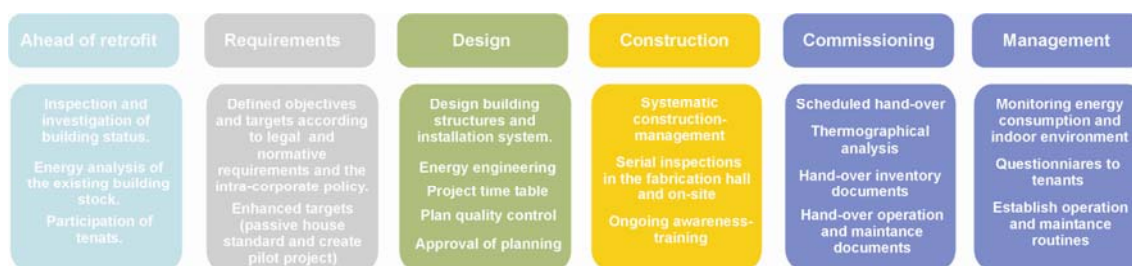 Ahead of retrofit
Requirements
Design
Construction
Commissioning
Management
Inspection and
investigation of
building status.
Energy analysis of
the existing building
stock.
Participation of
tenats.
Defined objectives
and targets according
to legal and
normative
requirements and the
intra-corporate policy.
Enhanced targets
(passive house
standard and create
pilot project)
Design building
structures and
installation system.
Energy engineering
Project time table
Plan quality control
Approval of planning
Systematic
construction-
management
Serial inspections
in the fabrication hall
and on-site
Ongoing awareness-
training
Scheduled hand-over
Thermographical
analysis
Hand-over inventory
documents
Hand-over operation
and maintance
documents
Monitoring energy
consumption and
indoor environment
Questionniares to
tenants
Establish operation
and maintance
routines